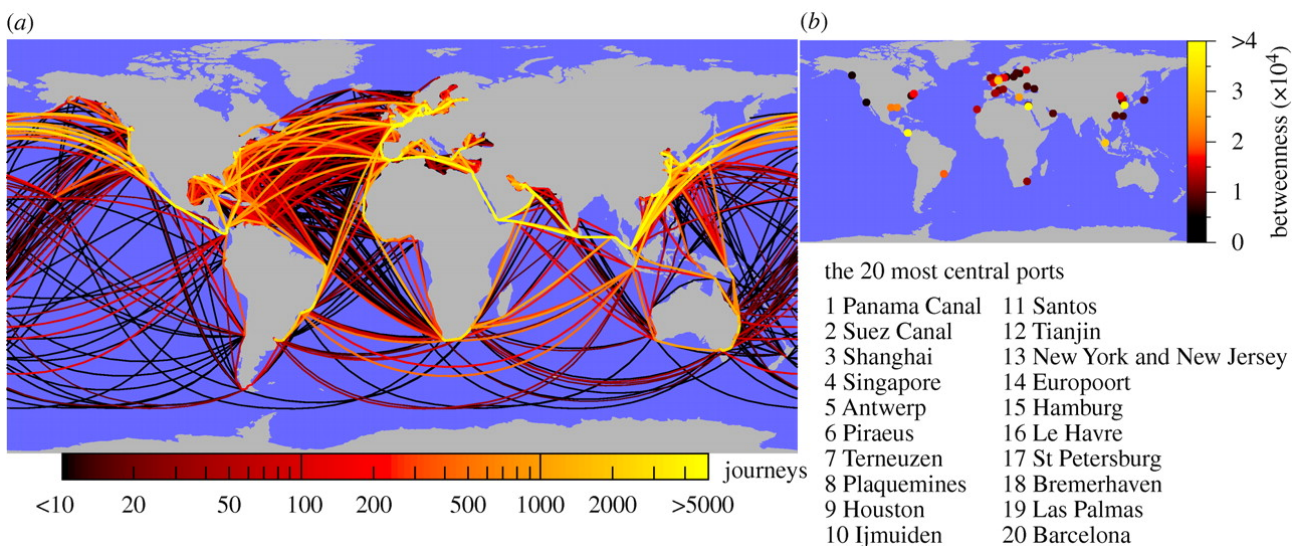 (a)
(b)
>4
3
2
1
0
betweenness (×10⁴)
the 20 most central ports
1 Panama Canal
2 Suez Canal
3 Shanghai
4 Singapore
5 Antwerp
6 Piraeus
7 Terneuzen
8 Plaquemines
9 Houston
10 Ijmuiden
11 Santos
12 Tianjin
13 New York and New Jersey
14 Europoort
15 Hamburg
16 Le Havre
17 St Petersburg
18 Bremerhaven
19 Las Palmas
20 Barcelona
journeys
<10 20 50 100 200 500 1000 2000 >5000